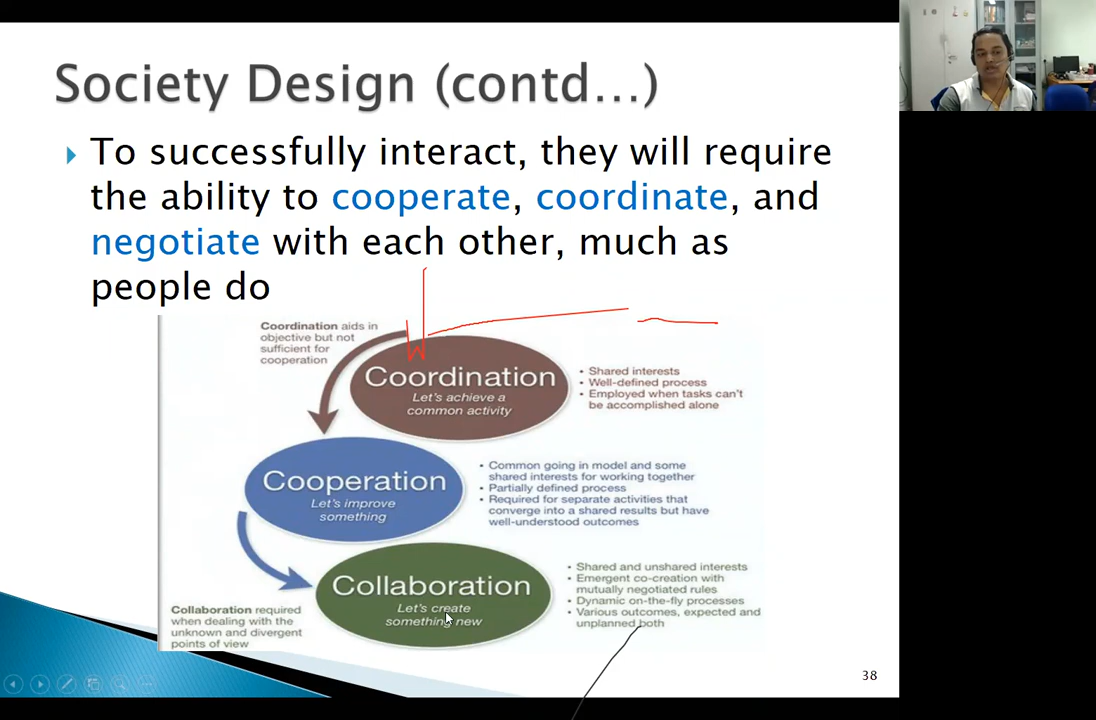 Society Design (contd…)
To successfully interact, they will require
the ability to cooperate, coordinate, and
negotiate with each other, much as
people do
Coordination aids in
objective but not
sufficient for
cooperation
Coordination
Let's achieve a
common activity
• Shared interests
• Well-defined process
• Employed when tasks can't
be accomplished alone
Cooperation
Let's improve
something
• Common going in model and some
shared interests for working together
• Partially defined process
• Required for separate activities that
converge into a shared results but have
well-understood outcomes
Collaboration
Let's create
something new
• Shared and unshared interests
• Emergent co-creation with
mutually negotiated rules
• Dynamic on-the-fly processes
• Various outcomes, expected and
unplanned both
Collaboration required
when dealing with the
unknown and divergent
points of view
38